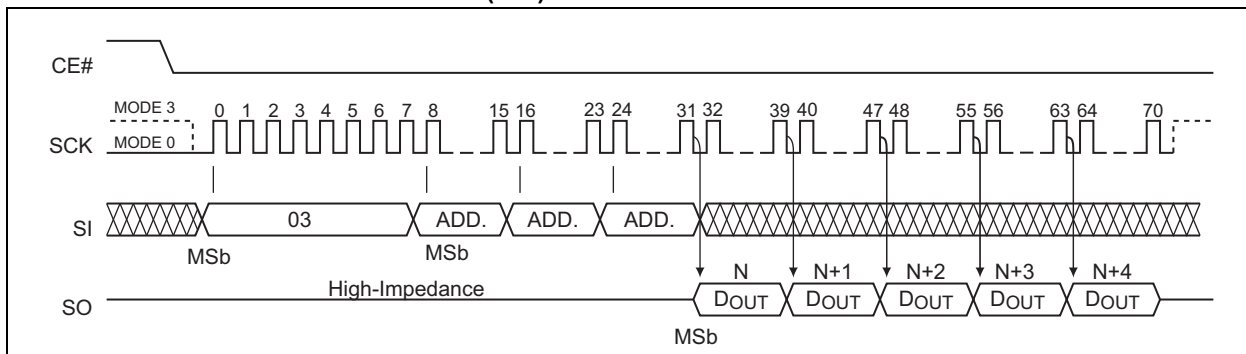 CE#
MODE 3 0 1 2 3 4 5 6 7 8 15 16 23 24 31 32 39 40 47 48 55 56 63 64 70
SCK MODE 0
SI 03 ADD. ADD. ADD.
MSb MSb
High-Impedance N N+1 N+2 N+3 N+4
SO DOUT DOUT DOUT DOUT DOUT
MSb